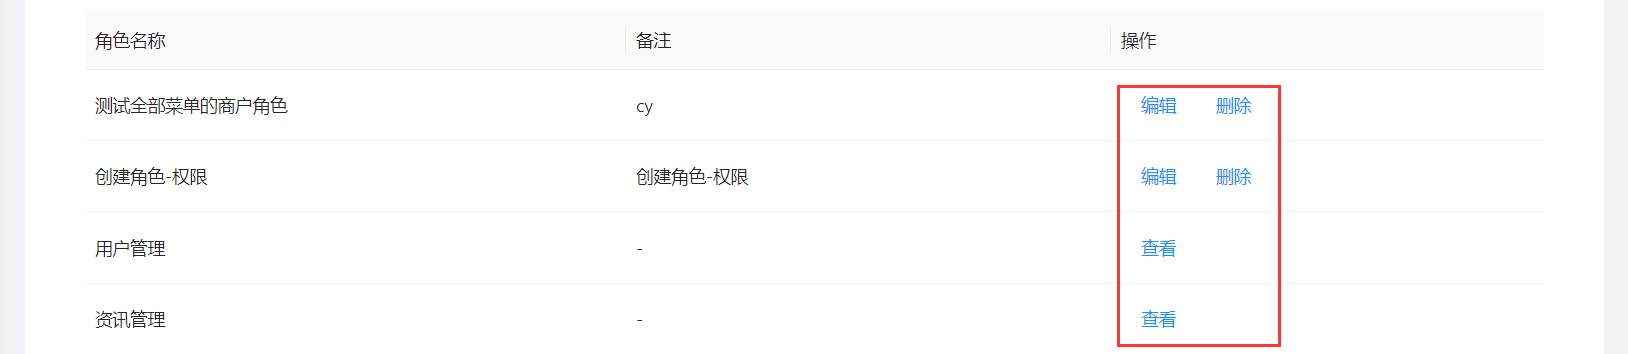 角色名称 备注 操作
测试全部菜单的商户角色 cy 编辑 删除
创建角色-权限 创建角色-权限 编辑 删除
用户管理 - 查看
资讯管理 - 查看